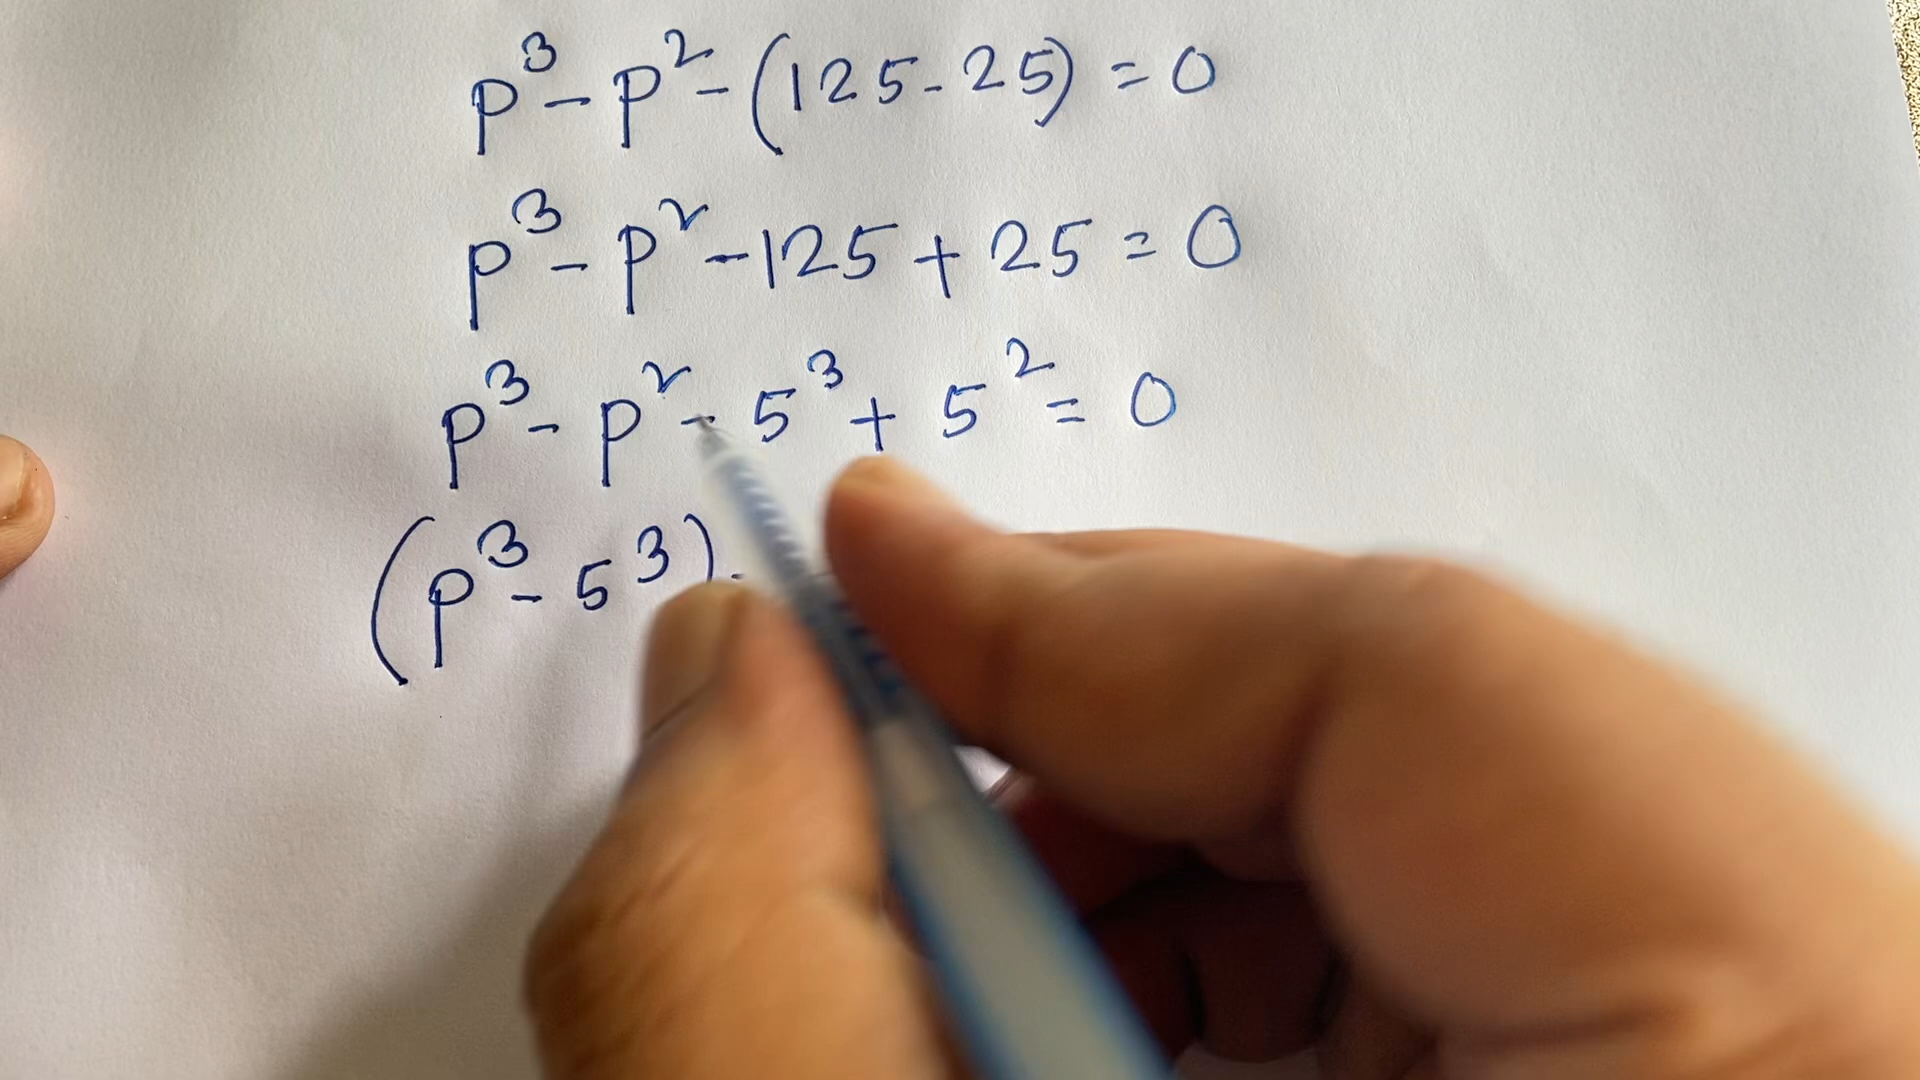 p³ - p² - (125 - 25) = 0
p³ - p² - 125 + 25 = 0
p³ - p² - 5³ + 5² = 0
(p³ - 5³) -